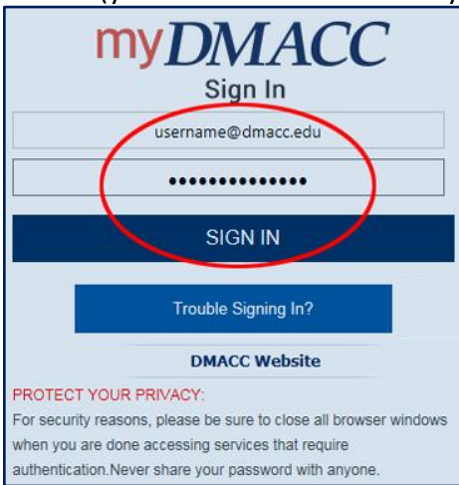 myDMACC
Sign In
username@dmacc.edu
••••••••••••••
SIGN IN
Trouble Signing In?
DMACC Website
PROTECT YOUR PRIVACY:
For security reasons, please be sure to close all browser windows
when you are done accessing services that require
authentication.Never share your password with anyone.